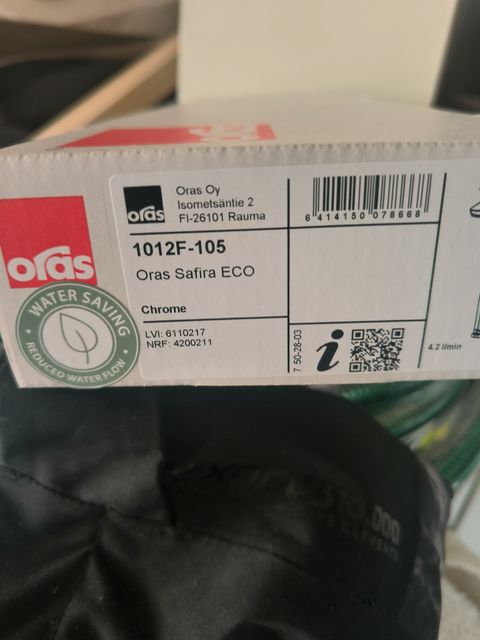 oras
WATER SAVING
REDUCED WATER FLOW
oras
Oras Oy
Isometsäntie 2
FI-26101 Rauma
1012F-105
Oras Safira ECO
Chrome
LVI: 6110217
NRF: 4200211
6 414150 078668
7 50-28-03
i
4.2 l/min